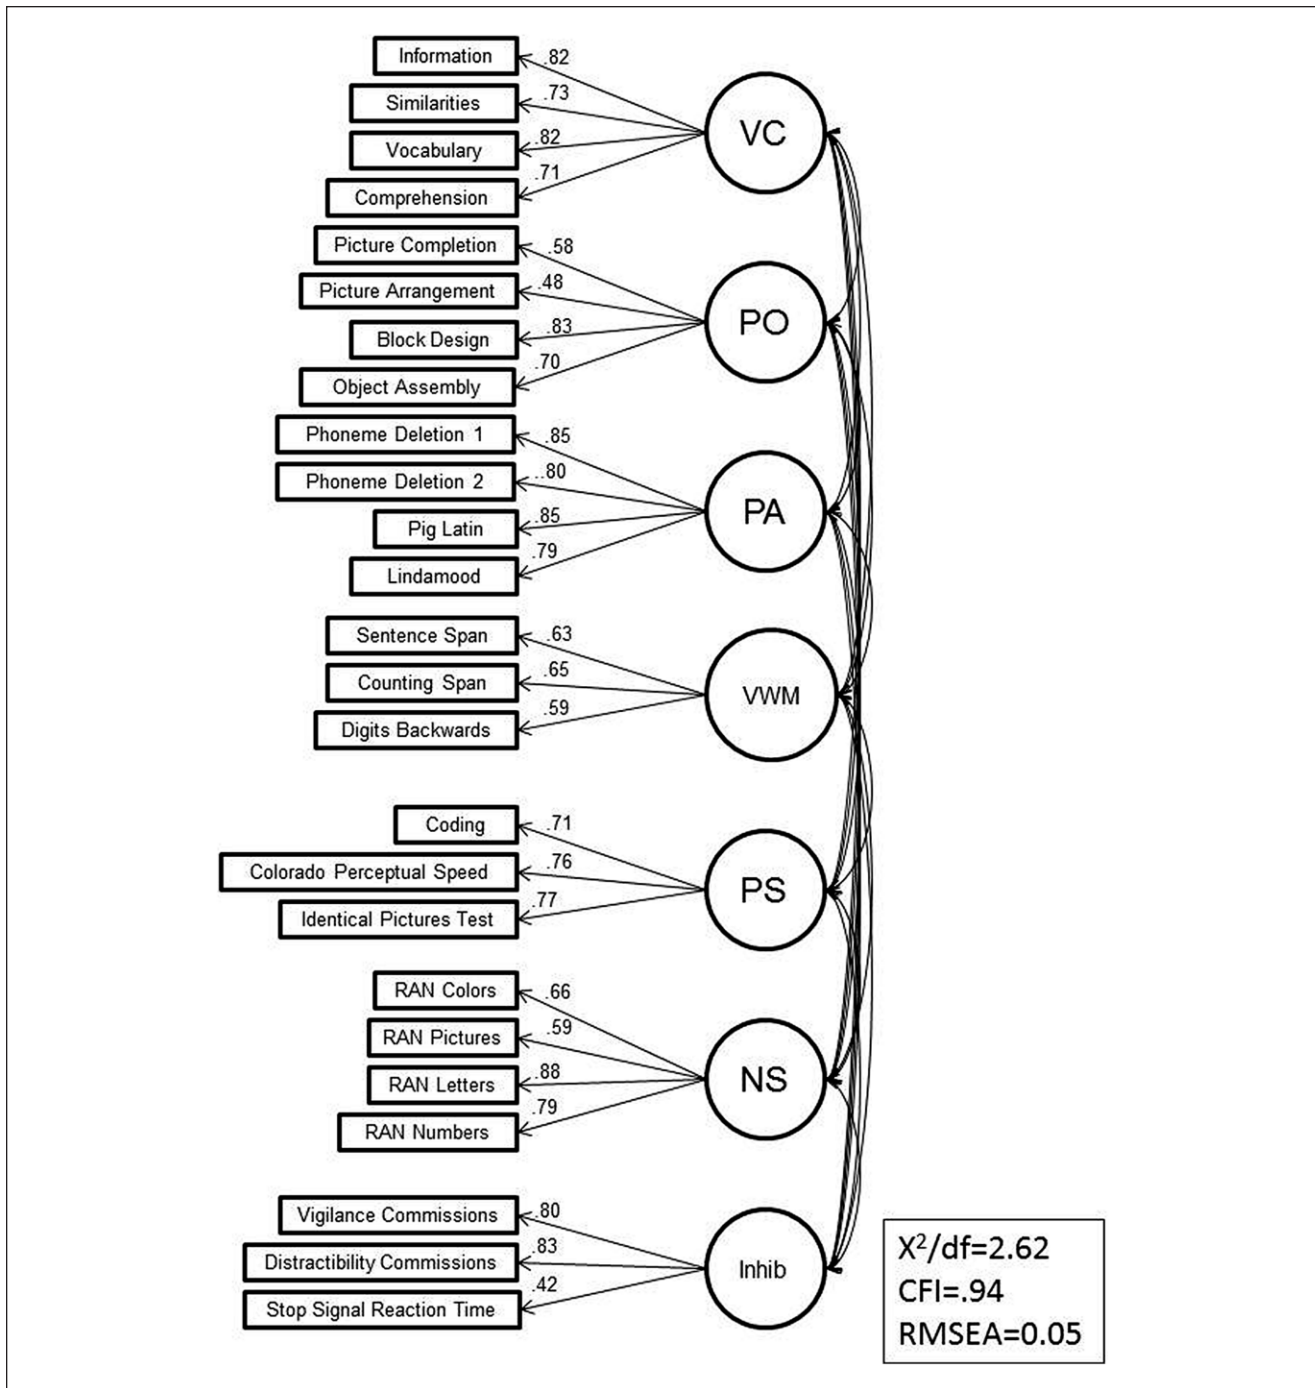 Information
.82
Similarities
.73
Vocabulary
.82
Comprehension
.71
VC
Picture Completion
.58
Picture Arrangement
.48
Block Design
.83
Object Assembly
.70
PO
Phoneme Deletion 1
.85
Phoneme Deletion 2
.80
Pig Latin
.85
Lindamood
.79
PA
Sentence Span
.63
Counting Span
.65
Digits Backwards
.59
VWM
Coding
.71
Colorado Perceptual Speed
.76
Identical Pictures Test
.77
PS
RAN Colors
.66
RAN Pictures
.59
RAN Letters
.88
RAN Numbers
.79
NS
Vigilance Commissions
.80
Distractibility Commissions
.83
Stop Signal Reaction Time
.42
Inhib
X²/df=2.62
CFI=.94
RMSEA=0.05